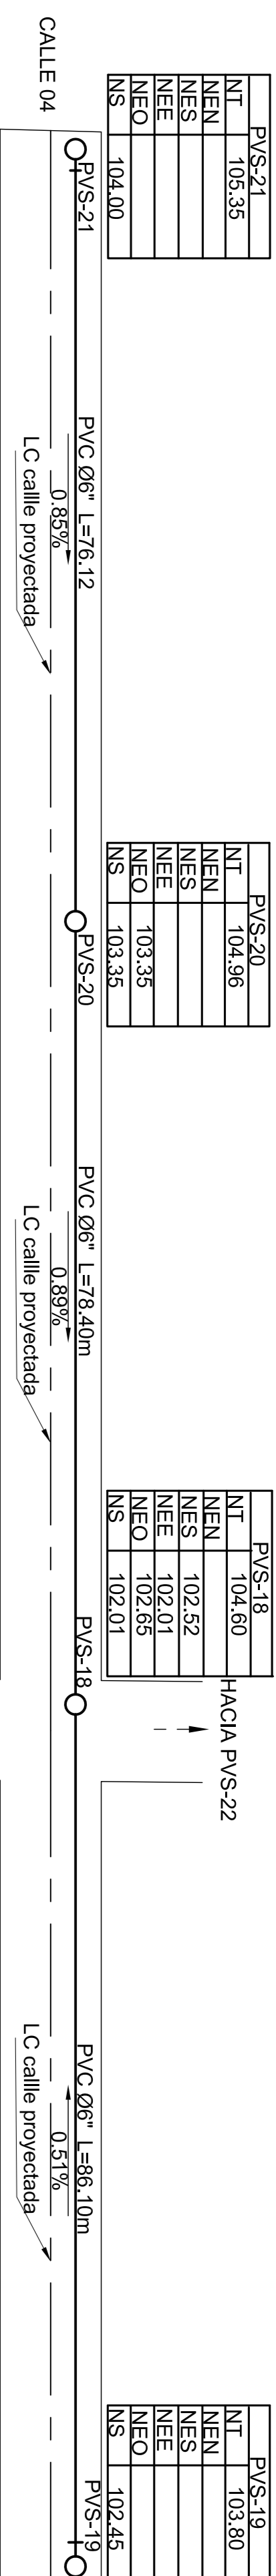 CALLE 04
PVS-21
NT 105.35
NEN
NES
NEE
NEO
NS 104.00
PVS-21
PVC Ø6" L=76.12
0.85%
LC callle proyectada
PVS-20
NT 104.96
NEN
NES
NEE
NEO 103.35
NS 103.35
PVS-20
PVC Ø6" L=78.40m
0.89%
LC callle proyectada
PVS-18
NT 104.60
NEN
NES 102.52
NEE 102.01
NEO 102.65
NS 102.01
PVS-18
HACIA PVS-22
PVC Ø6" L=86.10m
0.51%
LC callle proyectada
PVS-19
NT 103.80
NEN
NES
NEE
NEO
NS 102.45
PVS-19